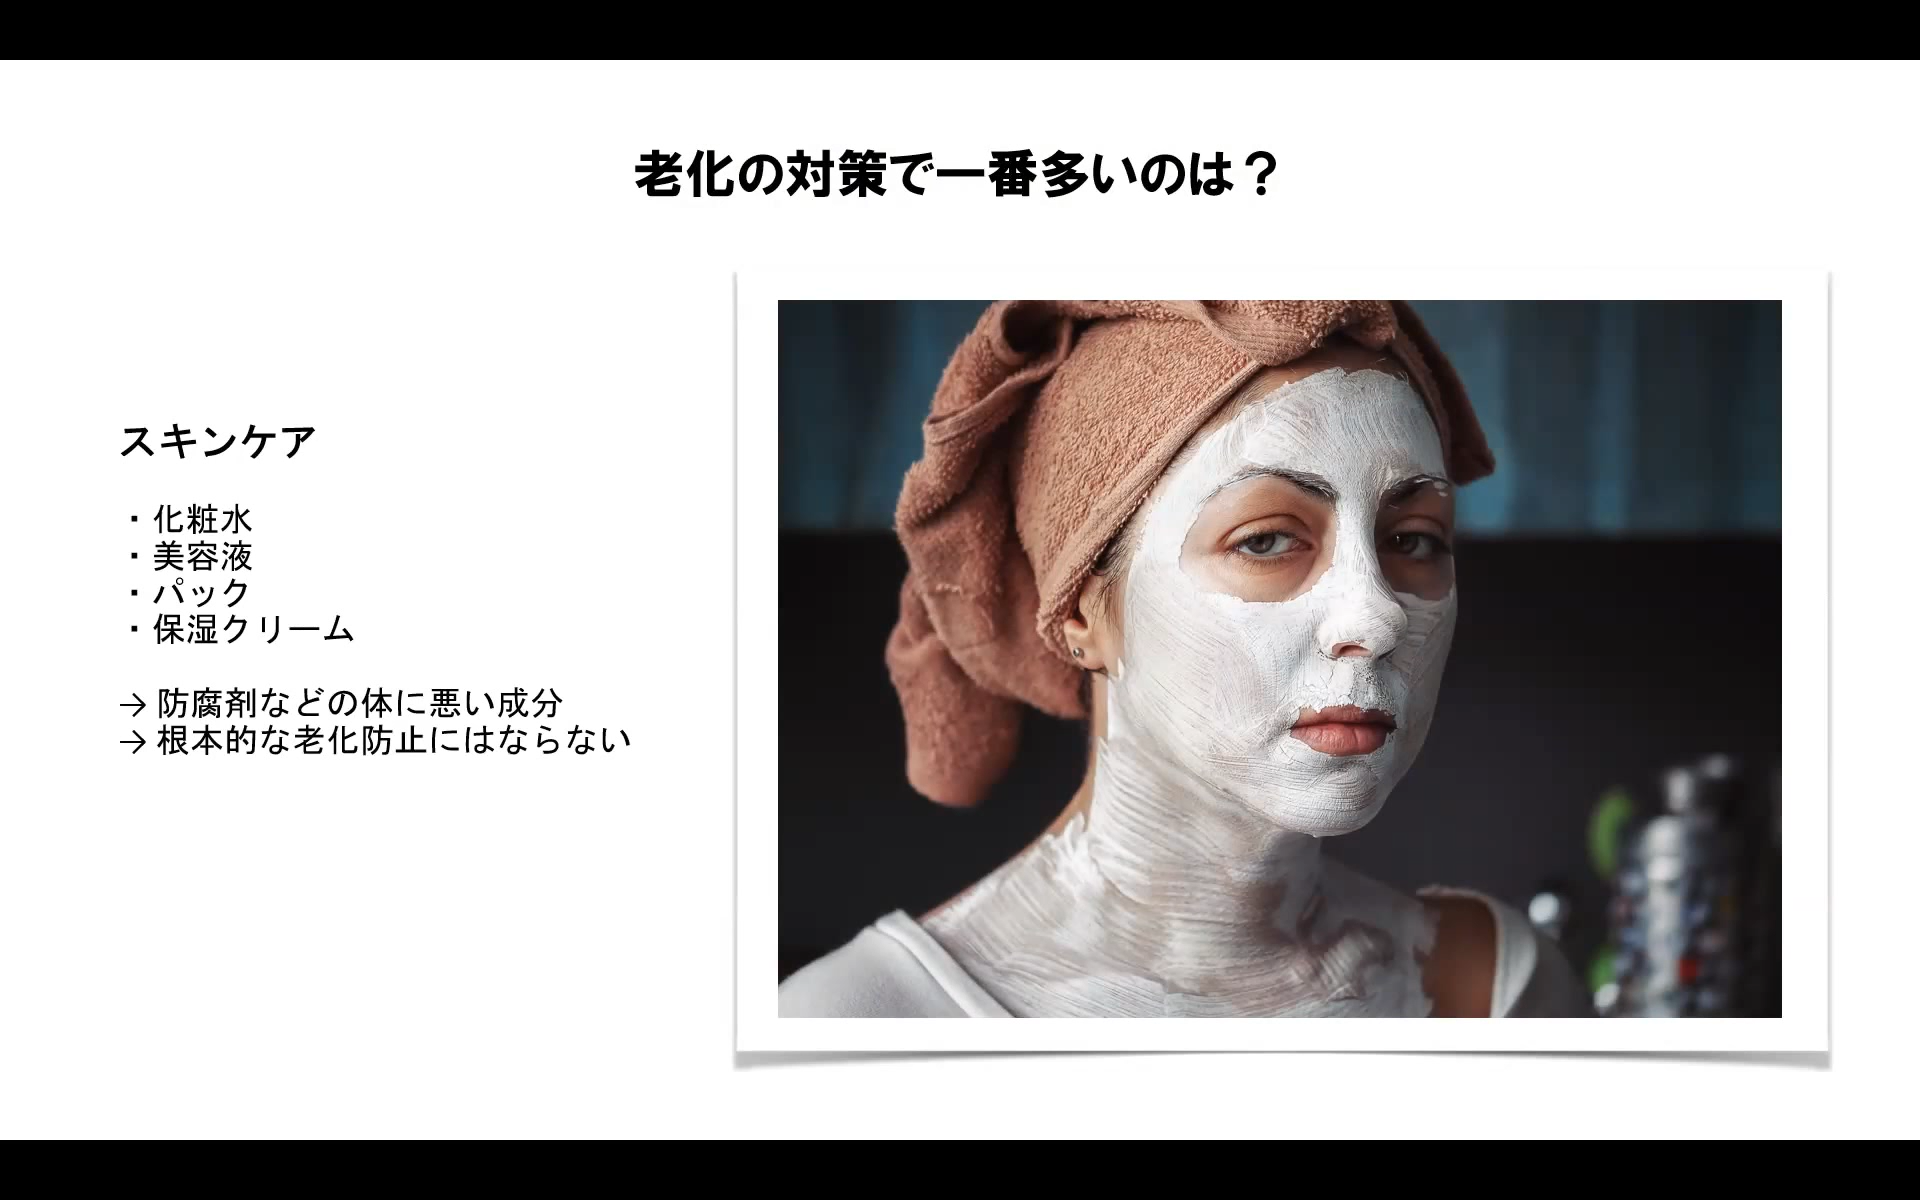 老化の対策で一番多いのは？
スキンケア
・化粧水
・美容液
・パック
・保湿クリーム
→ 防腐剤などの体に悪い成分
→ 根本的な老化防止にはならない